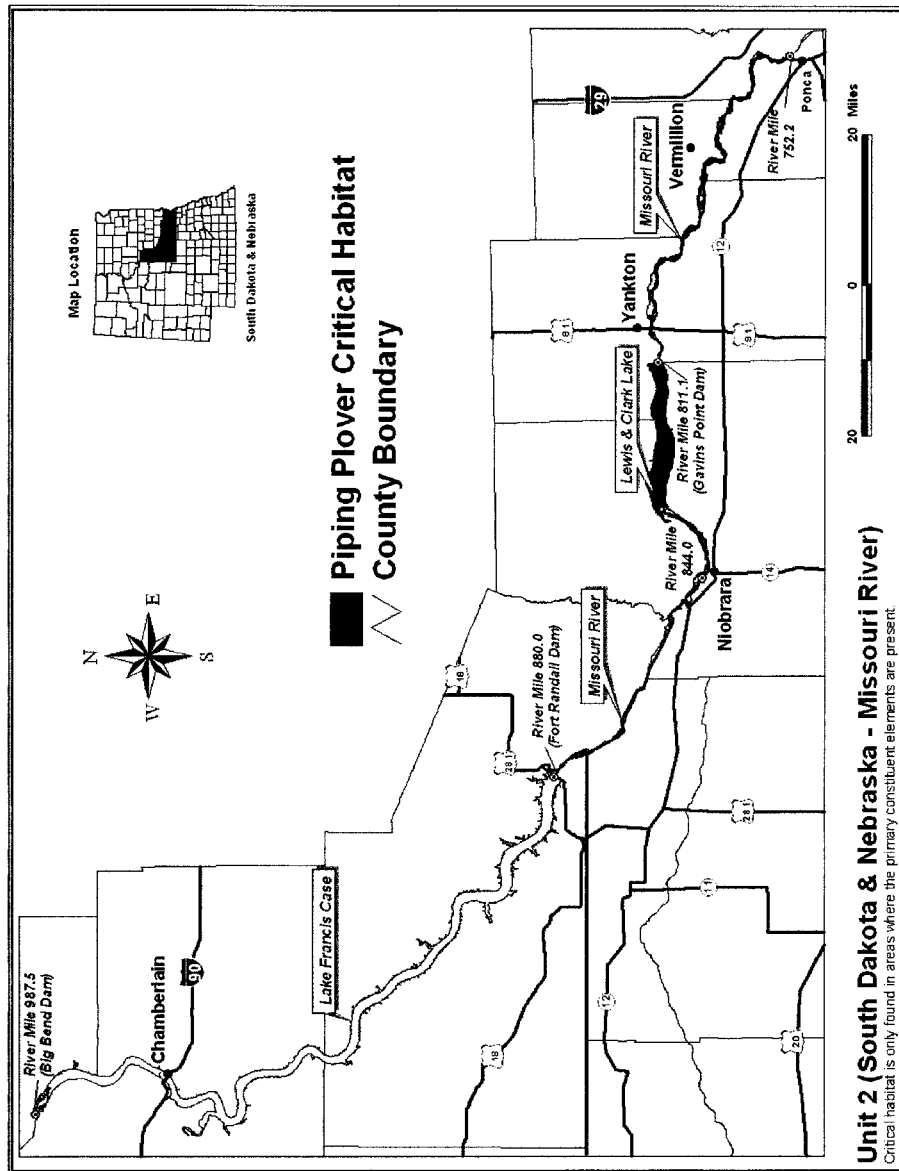 Map Location
South Dakota & Nebraska
N
W
E
S
Piping Plover Critical Habitat
County Boundary
River Mile 987.5
(Big Bend Dam)
Chamberlain
90
Lake Francis Case
18
281
18
River Mile 880.0
(Fort Randall Dam)
Missouri River
River Mile
844.0
Niobrara
Lewis & Clark Lake
River Mile 811.1
(Gavins Point Dam)
Yankton
81
81
Missouri River
Vermillion
29
River Mile
752.2
Ponca
12
14
12
11
281
20
20
0
20 Miles
Unit 2 (South Dakota & Nebraska - Missouri River)
Critical habitat is only found in areas where the primary constituent elements are present.